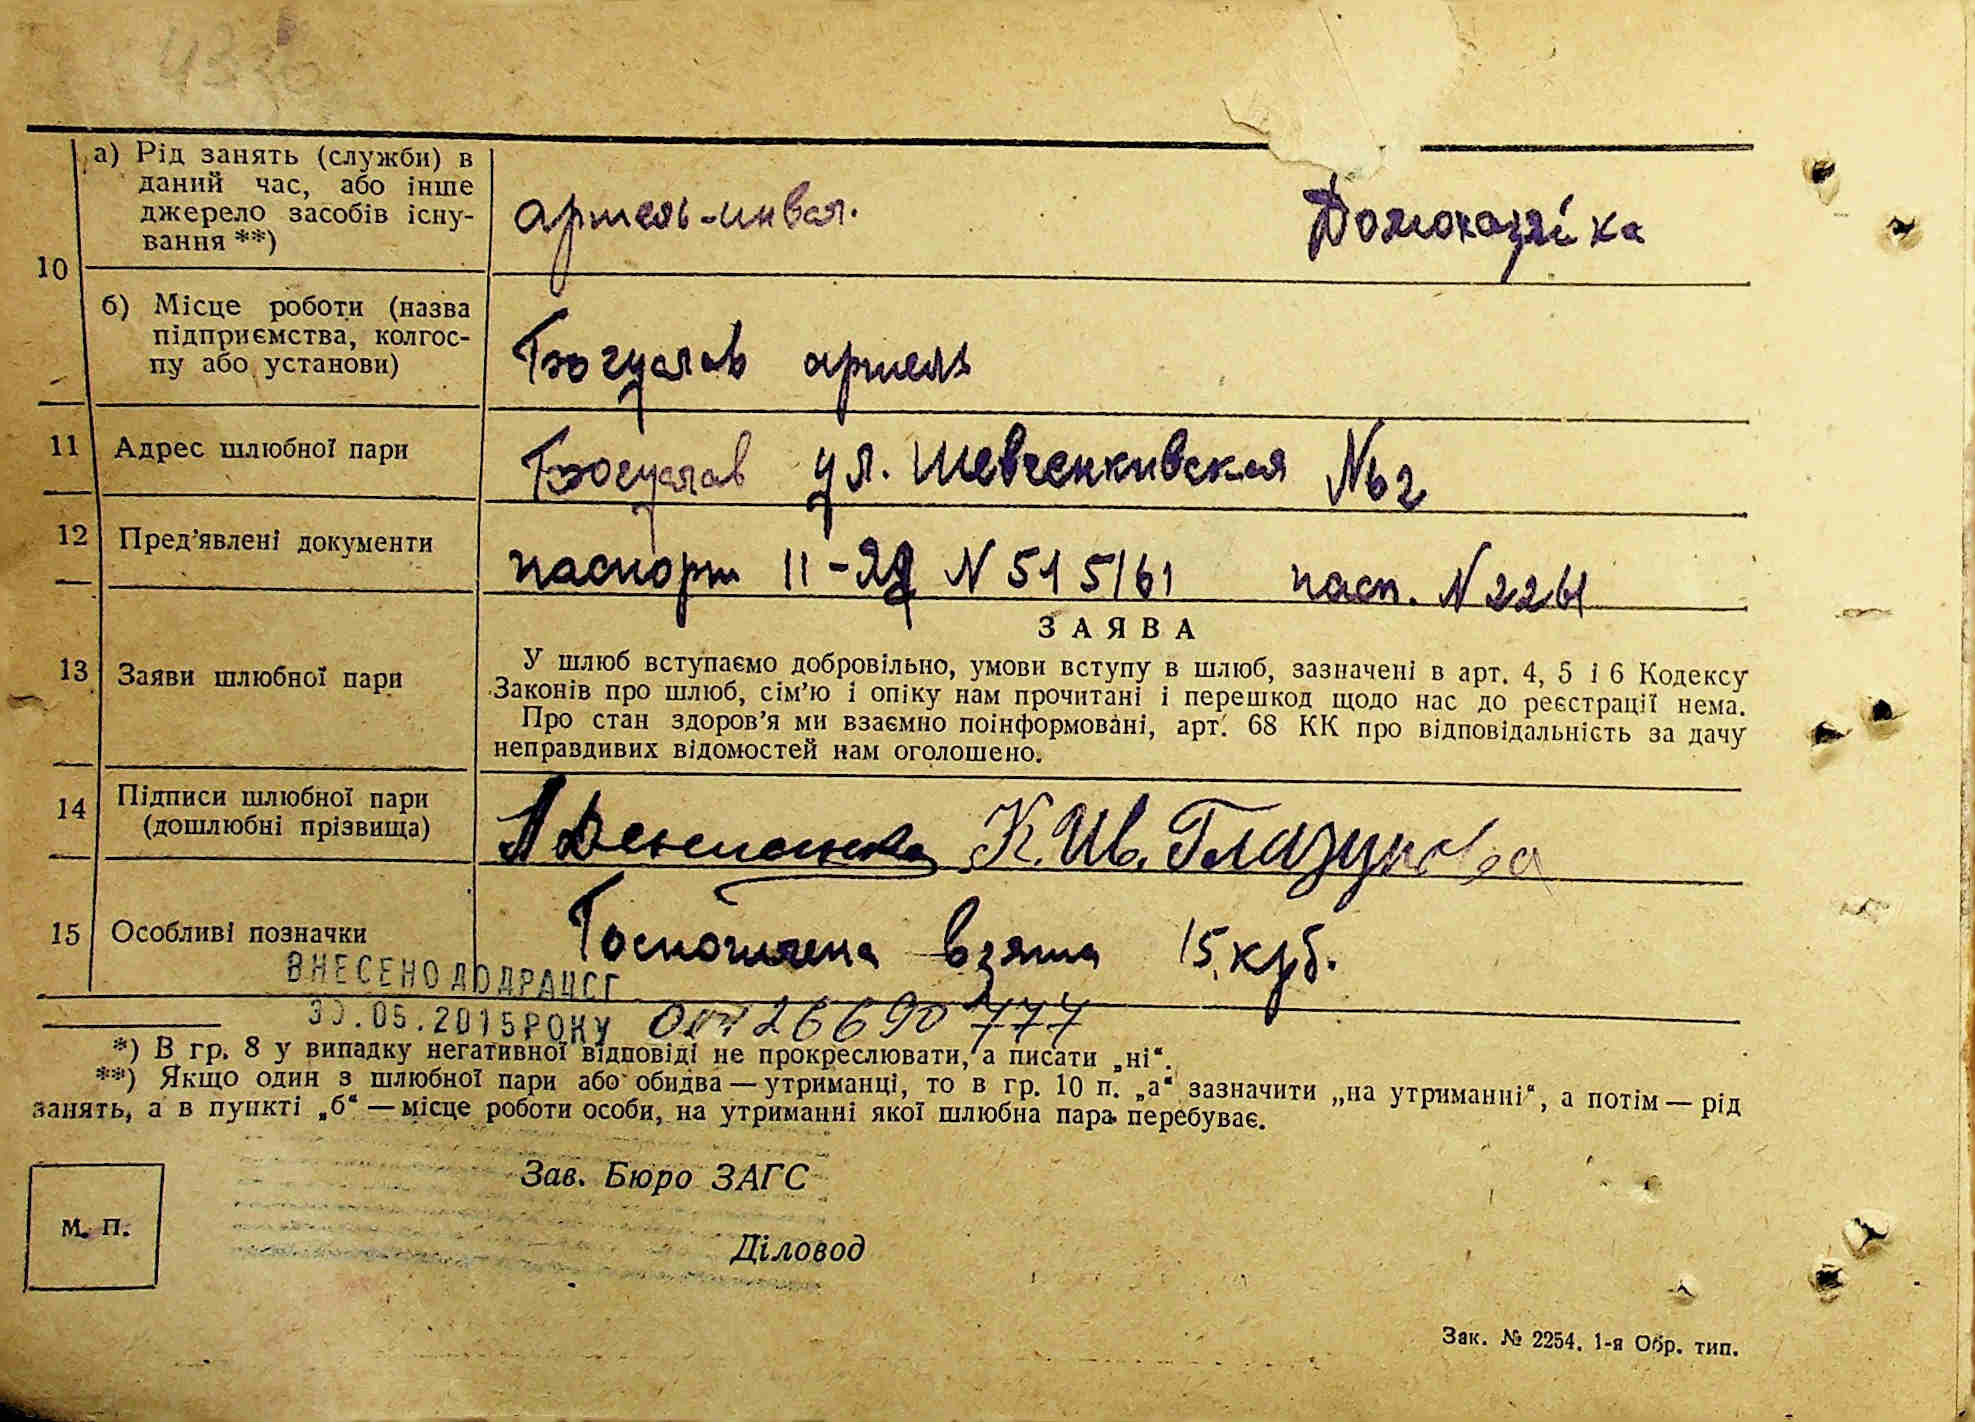 10
а) Рід занять (служби) в
даний час, або інше
джерело засобів існу-
вання **)
артель-инвал. Домохазяйка
б) Місце роботи (назва
підприємства, колгос-
пу або установи)
Богуслав артель
11 Адрес шлюбної пари Богуслав ул. Шевченкивская №2
12 Пред’явлені документи паспорт II- N 515161 пасп. N
ЗАЯВА
13 Заяви шлюбної пари
У шлюб вступаємо добровільно, умови вступу в шлюб, зазначені в арт. 4, 5 і 6 Кодексу
Законів про шлюб, сім’ю і опіку нам прочитані і перешкод щодо нас до реєстрації нема.
Про стан здоров’я ми взаємно поінформовані, арт. 68 КК про відповідальність за дачу
неправдивих відомостей нам оголошено.
14 Підписи шлюбної пари
(дошлюбні прізвища)
К. Ив. Глазунова
15 Особливі позначки Госпошлена взята 15 крб.
ВНЕСЕНО ДО ДРАЦСГ
30.05.2015 РОКУ 00126690777
*) В гр. 8 у випадку негативної відповіді не прокреслювати, а писати „ні“.
**) Якщо один з шлюбної пари або обидва — утриманці, то в гр. 10 п. „а“ зазначити „на утриманні“, а потім — рід
занять, а в пункті „б“ — місце роботи особи, на утриманні якої шлюбна пара перебуває.
Зав. Бюро ЗАГС
М. П.
Діловод
Зак. № 2254. 1-я Обр. тип.